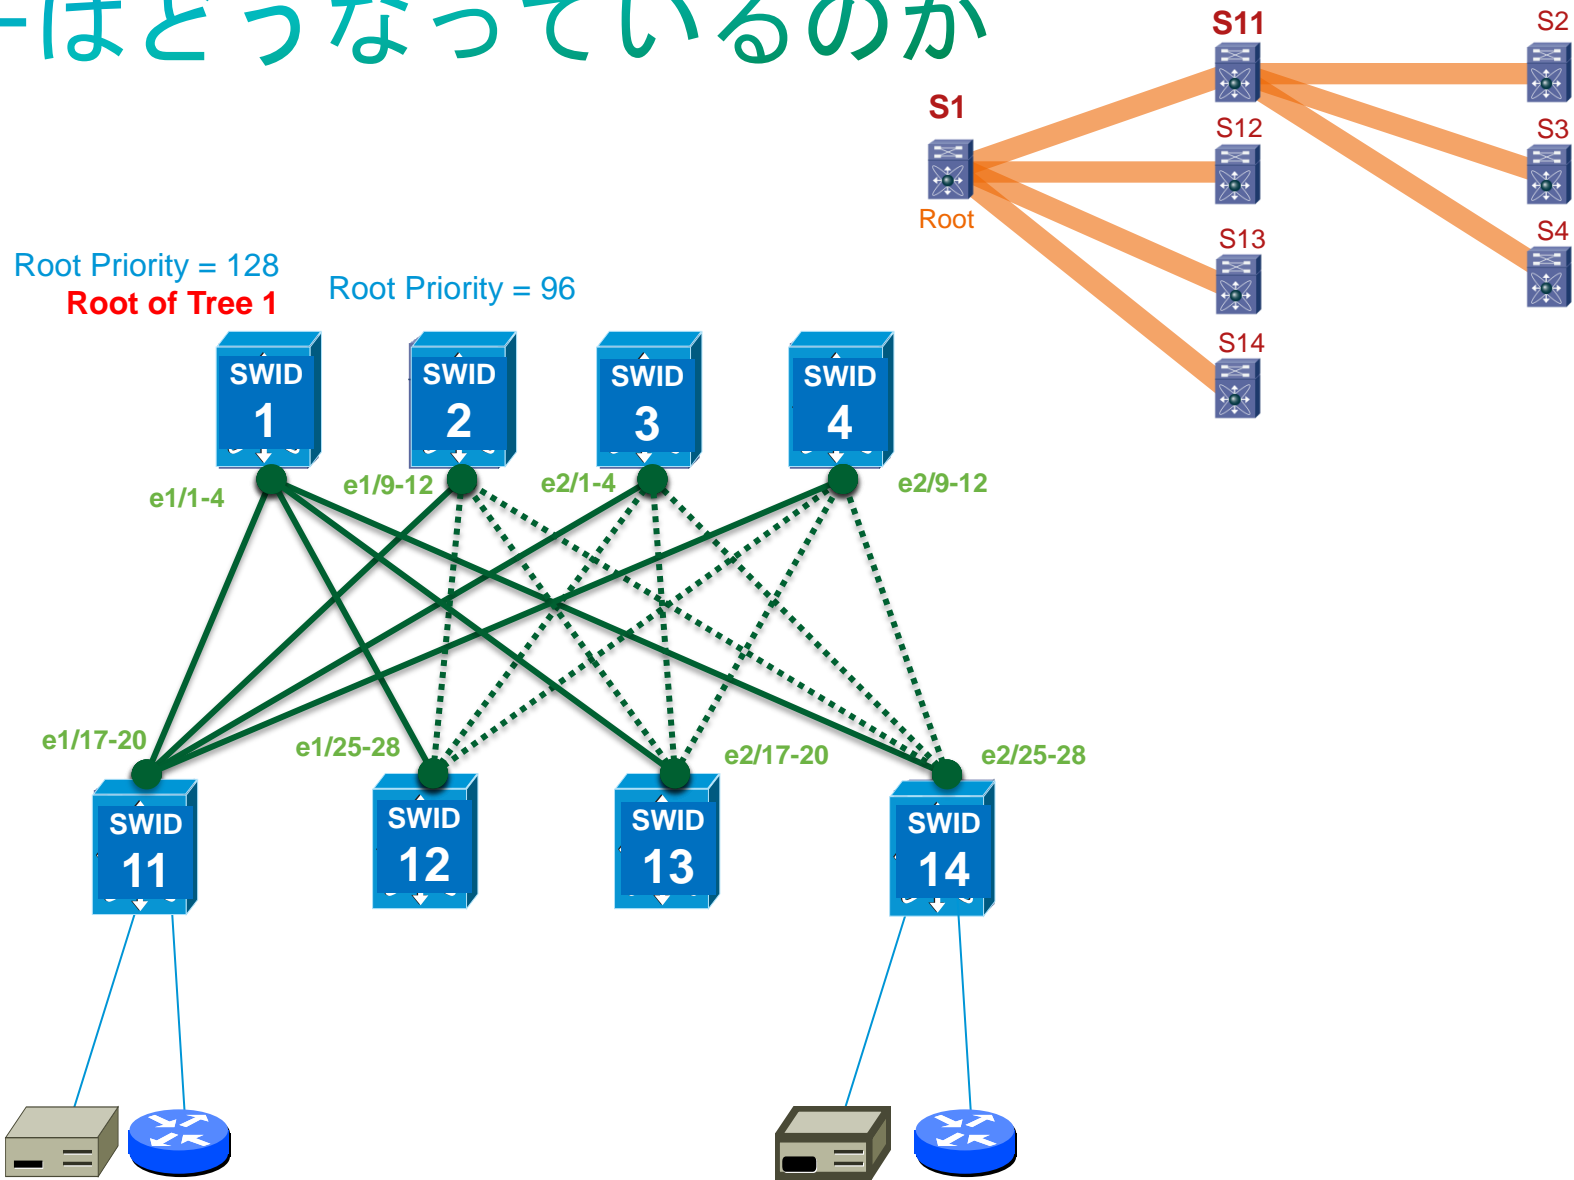 ーはどうなっているのか
S11
S2
S1
S12
S3
Root
S13
S4
S14
Root Priority = 128
Root of Tree 1
Root Priority = 96
SWID
1
SWID
2
SWID
3
SWID
4
e1/1-4
e1/9-12
e2/1-4
e2/9-12
e1/17-20
e1/25-28
e2/17-20
e2/25-28
SWID
11
SWID
12
SWID
13
SWID
14